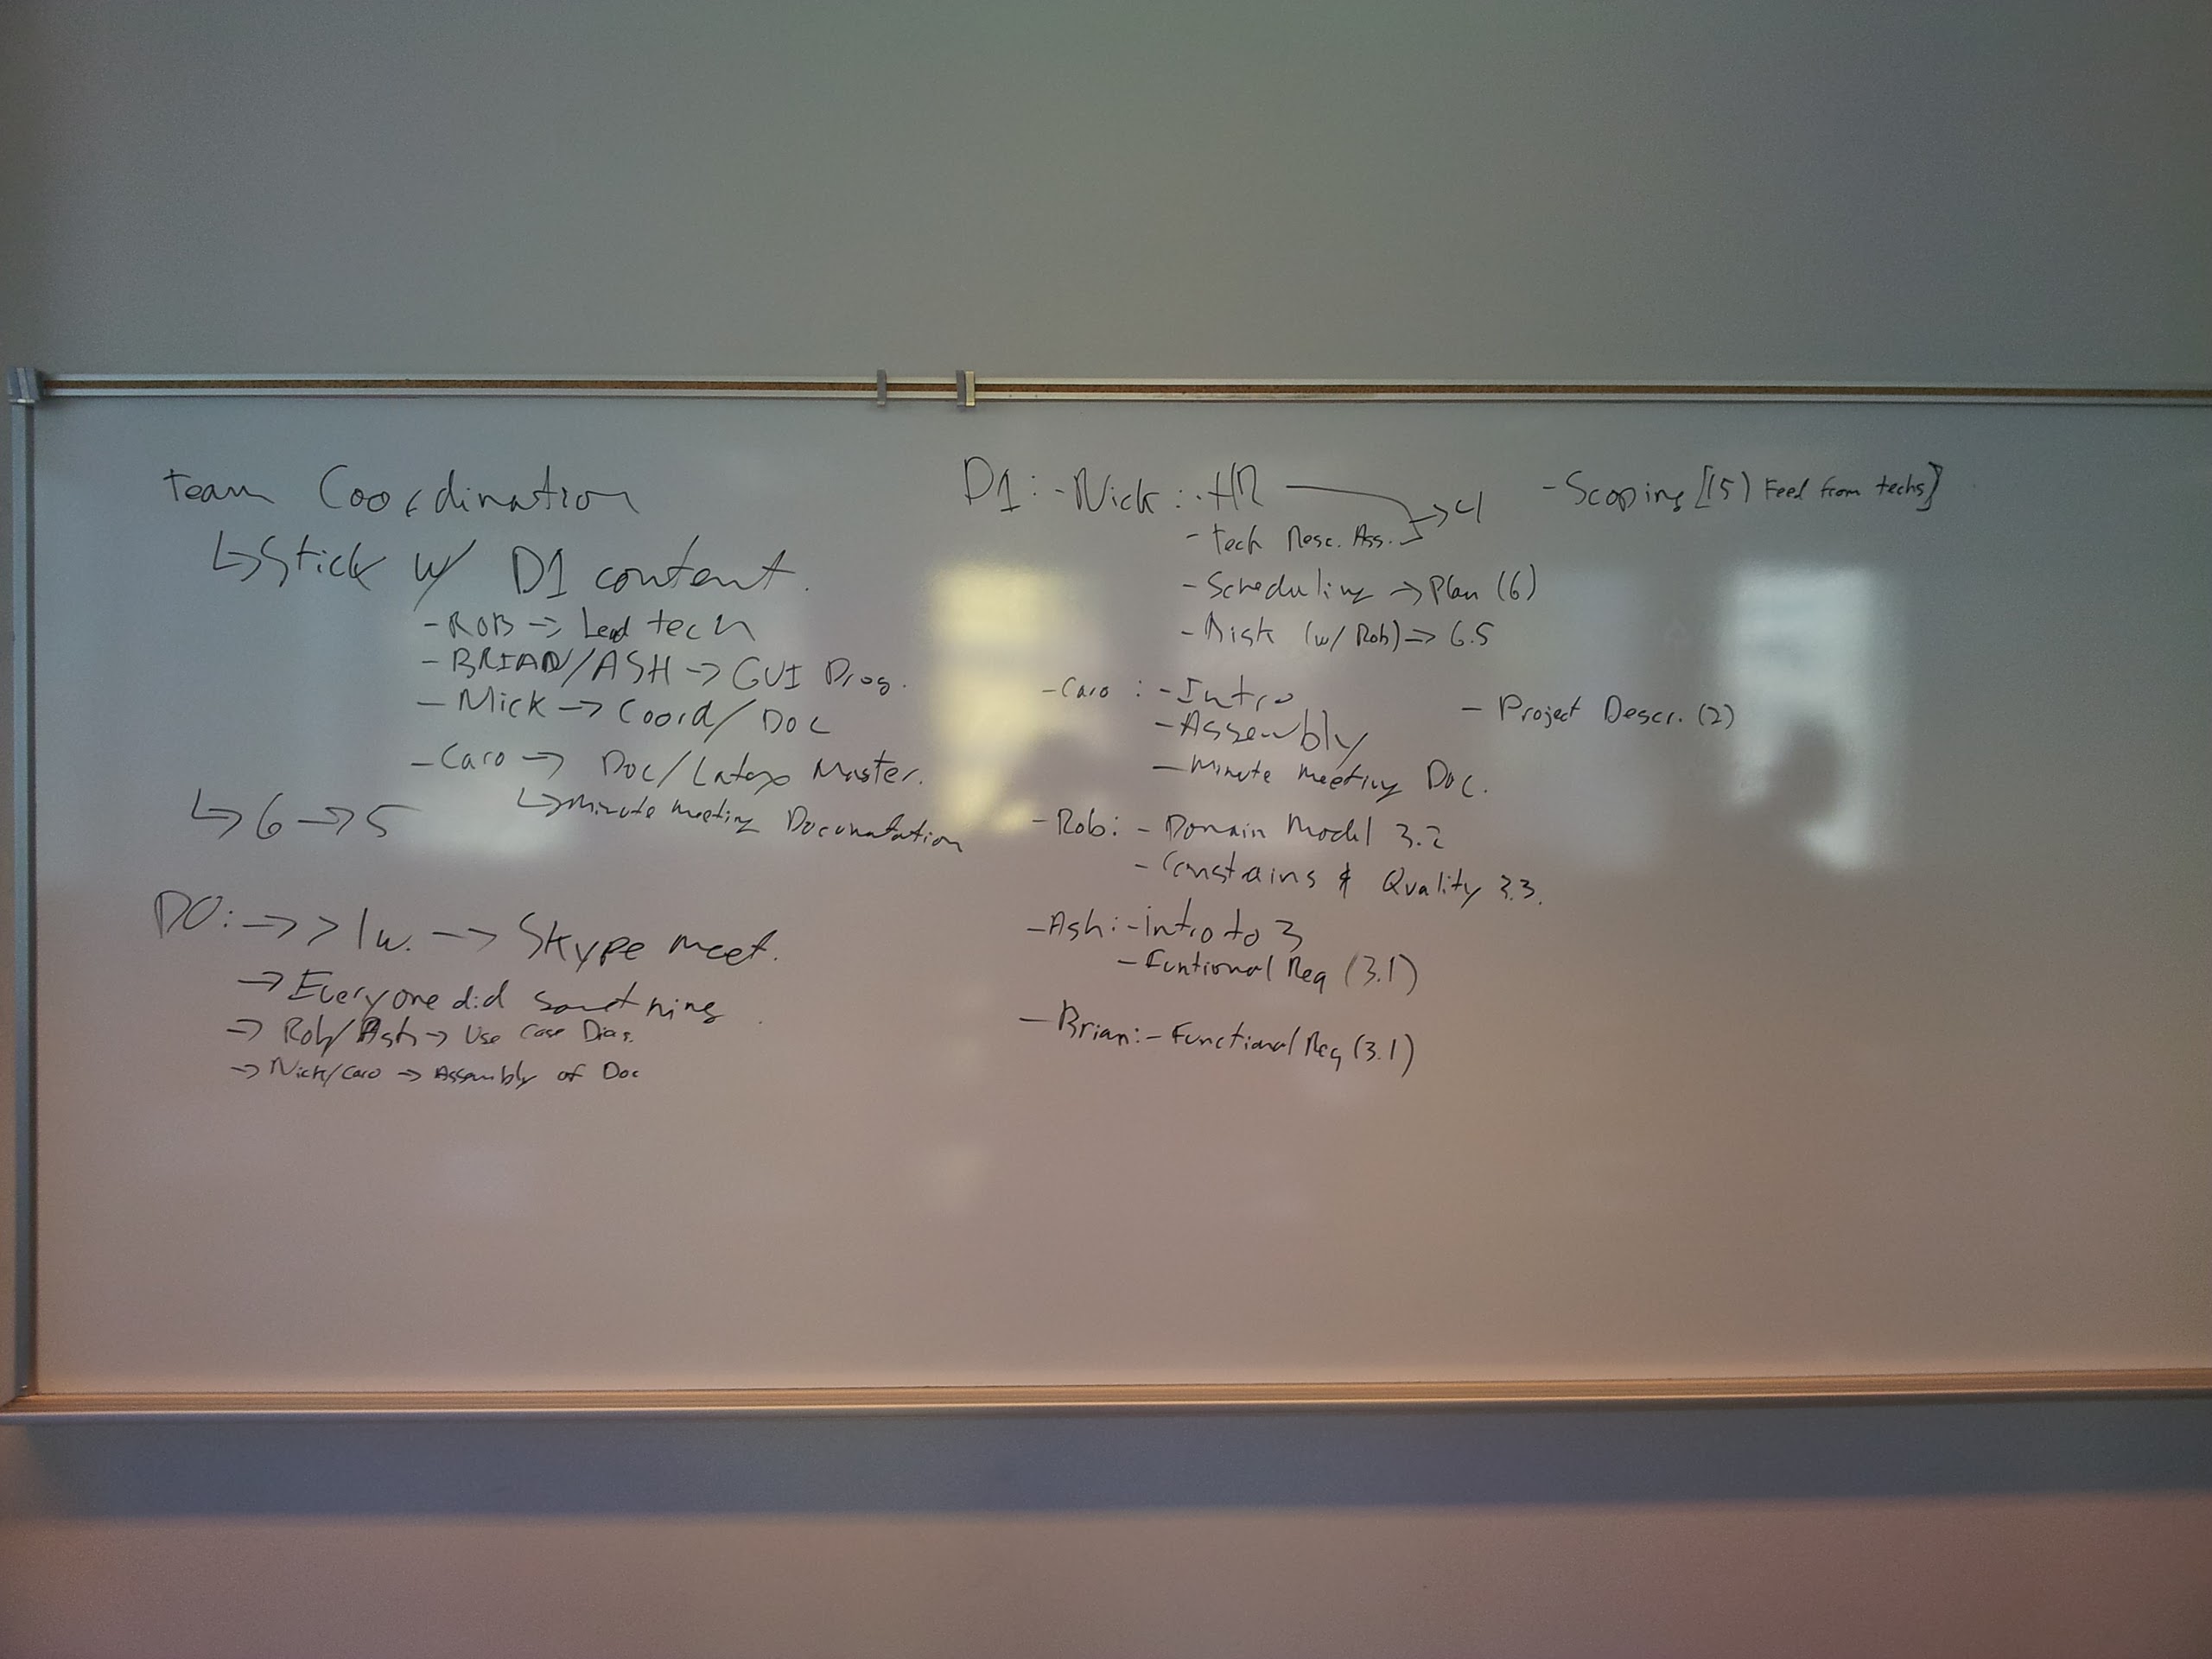 Team Coordination
↳ Stick w/ D1 content.
- ROB → Lead tech
- BRIAN/ASH → GUI Prog.
- Nick → Coord/Doc
- Caro → Doc/Latex Master.
↳ Minute meeting Documentation
↳ 6 → 5
D0: → > 1w. → Skype meet.
→ Everyone did something.
→ Rob/Ash → Use Case Diag.
→ Nick/Caro → Assembly of Doc
D1: - Nick: - HR → 4
- Tech Resc. Ass.
- Scheduling → Plan (6)
- Risk (w/ Rob) → 6.5
- Scoping [(5) Feed from techs]
- Caro: - Intro
- Assembly
- Minute meeting Doc.
- Project Descr. (2)
- Rob: - Domain Model 3.2
- Constrains & Quality 3.3.
- Ash: - intro to 3
- Funtional Req (3.1)
- Brian: - Functional Req (3.1)